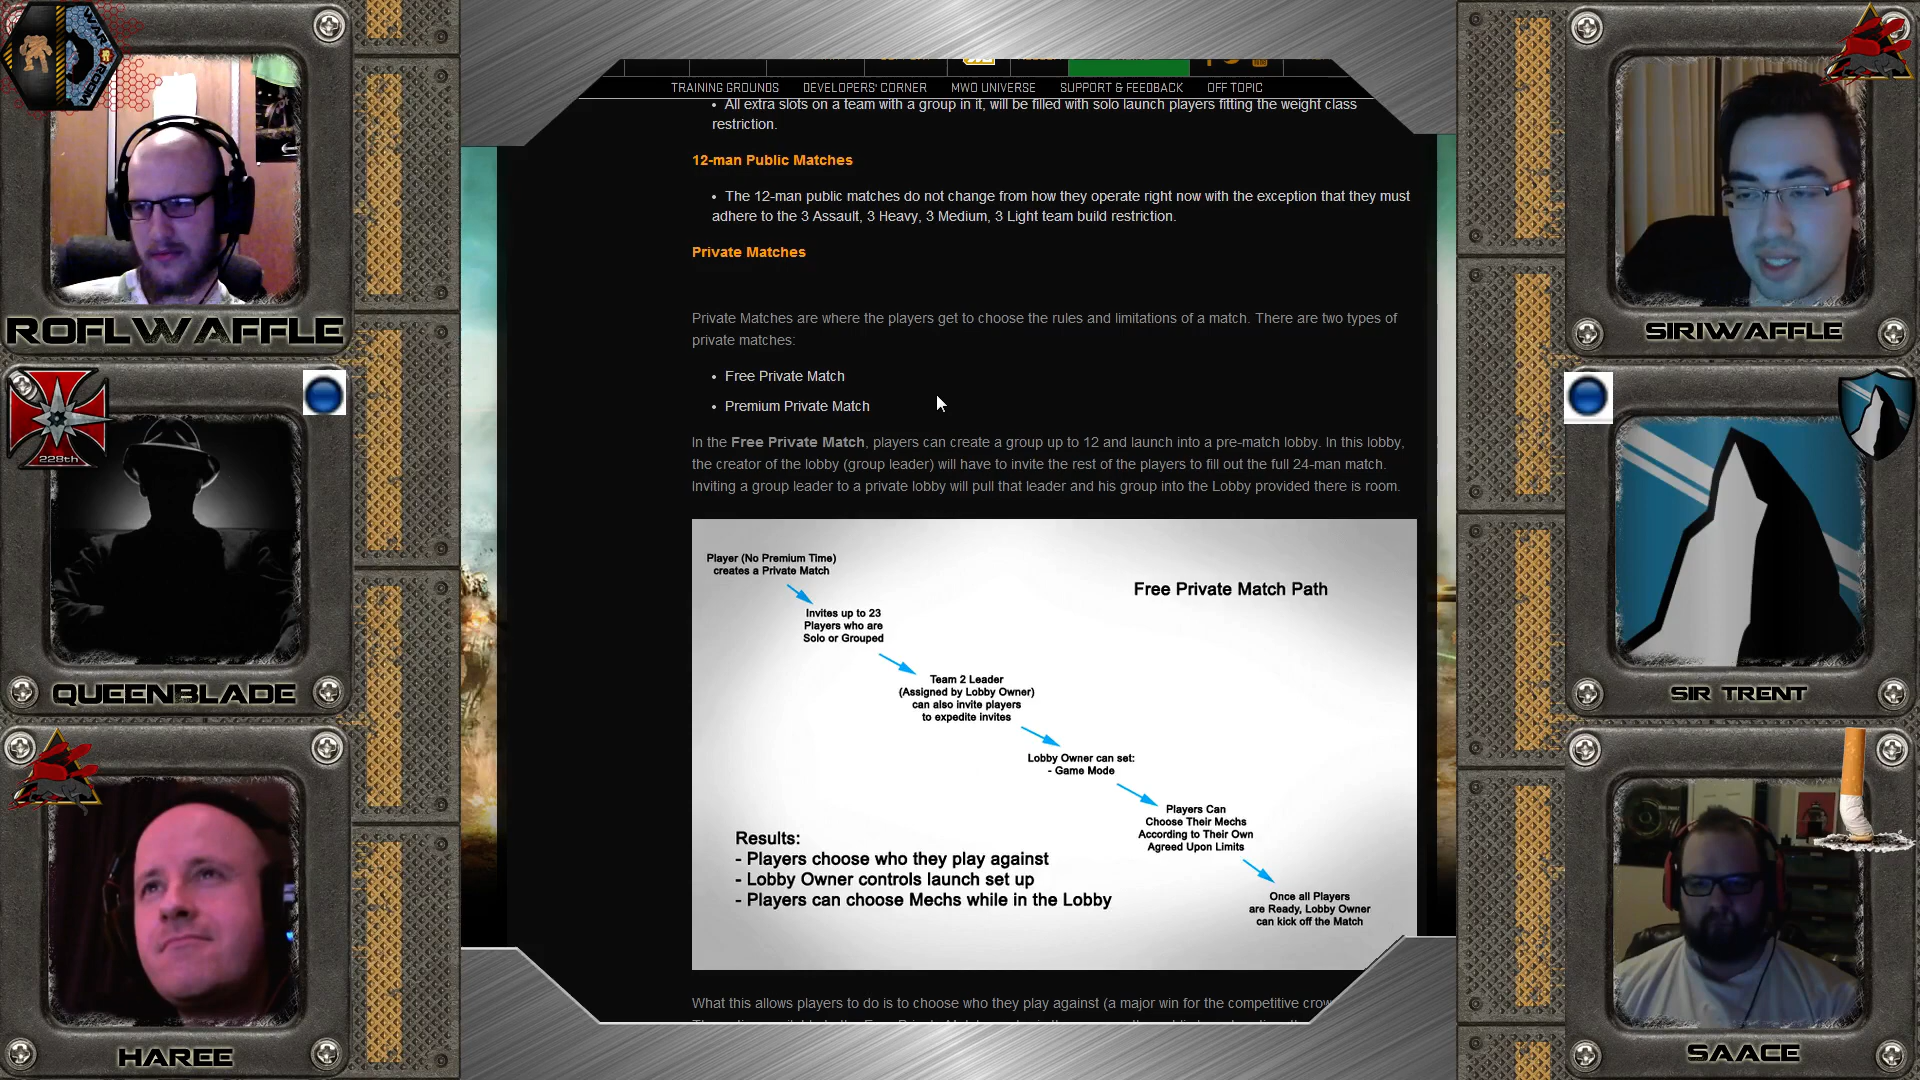 TRAINING GROUNDS DEVELOPERS' CORNER MWO UNIVERSE SUPPORT & FEEDBACK OFF TOPIC
• All extra slots on a team with a group in it, will be filled with solo launch players fitting the weight class
restriction.
12-man Public Matches
• The 12-man public matches do not change from how they operate right now with the exception that they must
adhere to the 3 Assault, 3 Heavy, 3 Medium, 3 Light team build restriction.
Private Matches
Private Matches are where the players get to choose the rules and limitations of a match. There are two types of
private matches:
• Free Private Match
• Premium Private Match
In the Free Private Match, players can create a group up to 12 and launch into a pre-match lobby. In this lobby,
the creator of the lobby (group leader) will have to invite the rest of the players to fill out the full 24-man match.
Inviting a group leader to a private lobby will pull that leader and his group into the Lobby provided there is room.
Free Private Match Path
Player (No Premium Time)
creates a Private Match
Invites up to 23
Players who are
Solo or Grouped
Team 2 Leader
(Assigned by Lobby Owner)
can also invite players
to expedite invites
Lobby Owner can set:
- Game Mode
Players Can
Choose Their Mechs
According to Their Own
Agreed Upon Limits
Once all Players
are Ready, Lobby Owner
can kick off the Match
Results:
- Players choose who they play against
- Lobby Owner controls launch set up
- Players can choose Mechs while in the Lobby
What this allows players to do is to choose who they play against (a major win for the competitive
ROFLWAFFLE
228th
QUEENBLADE
HAREE
SIRIWAFFLE
SIR TRENT
SAACE